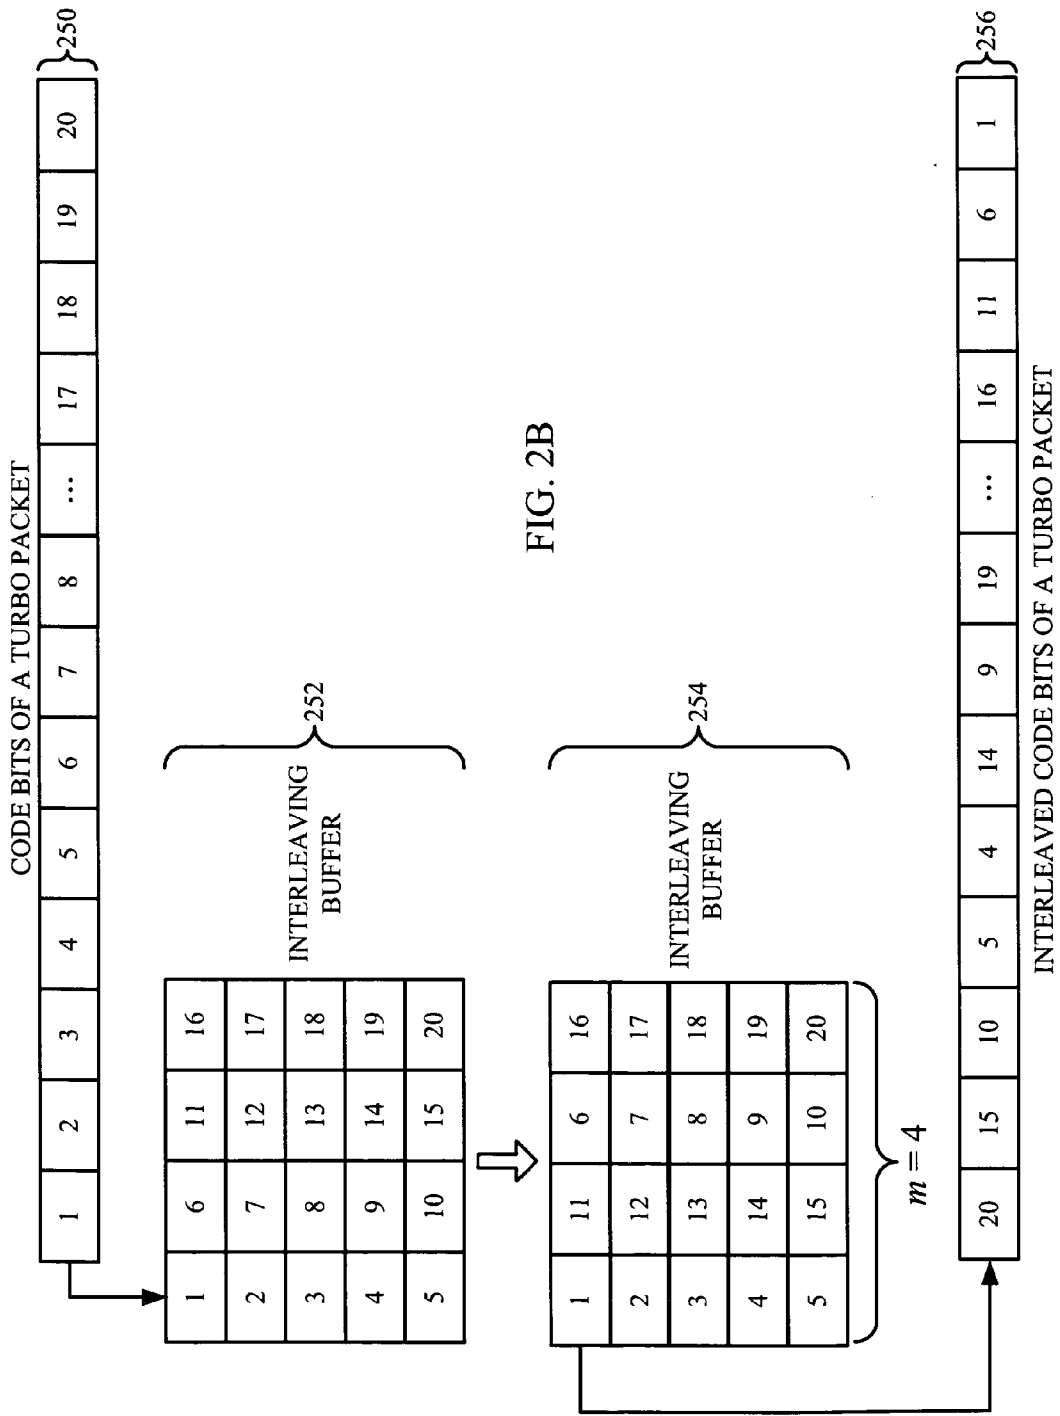 CODE BITS OF A TURBO PACKET
1 2 3 4 5 6 7 8 ... 17 18 19 20 250
1 6 11 16
2 7 12 17
3 8 13 18
4 9 14 19
5 10 15 20
INTERLEAVING
BUFFER
252
1 11 6 16
2 12 7 17
3 13 8 18
4 14 9 19
5 15 10 20
INTERLEAVING
BUFFER
254
m = 4
FIG. 2B
20 15 10 5 4 14 9 19 ... 16 11 6 1 256
INTERLEAVED CODE BITS OF A TURBO PACKET